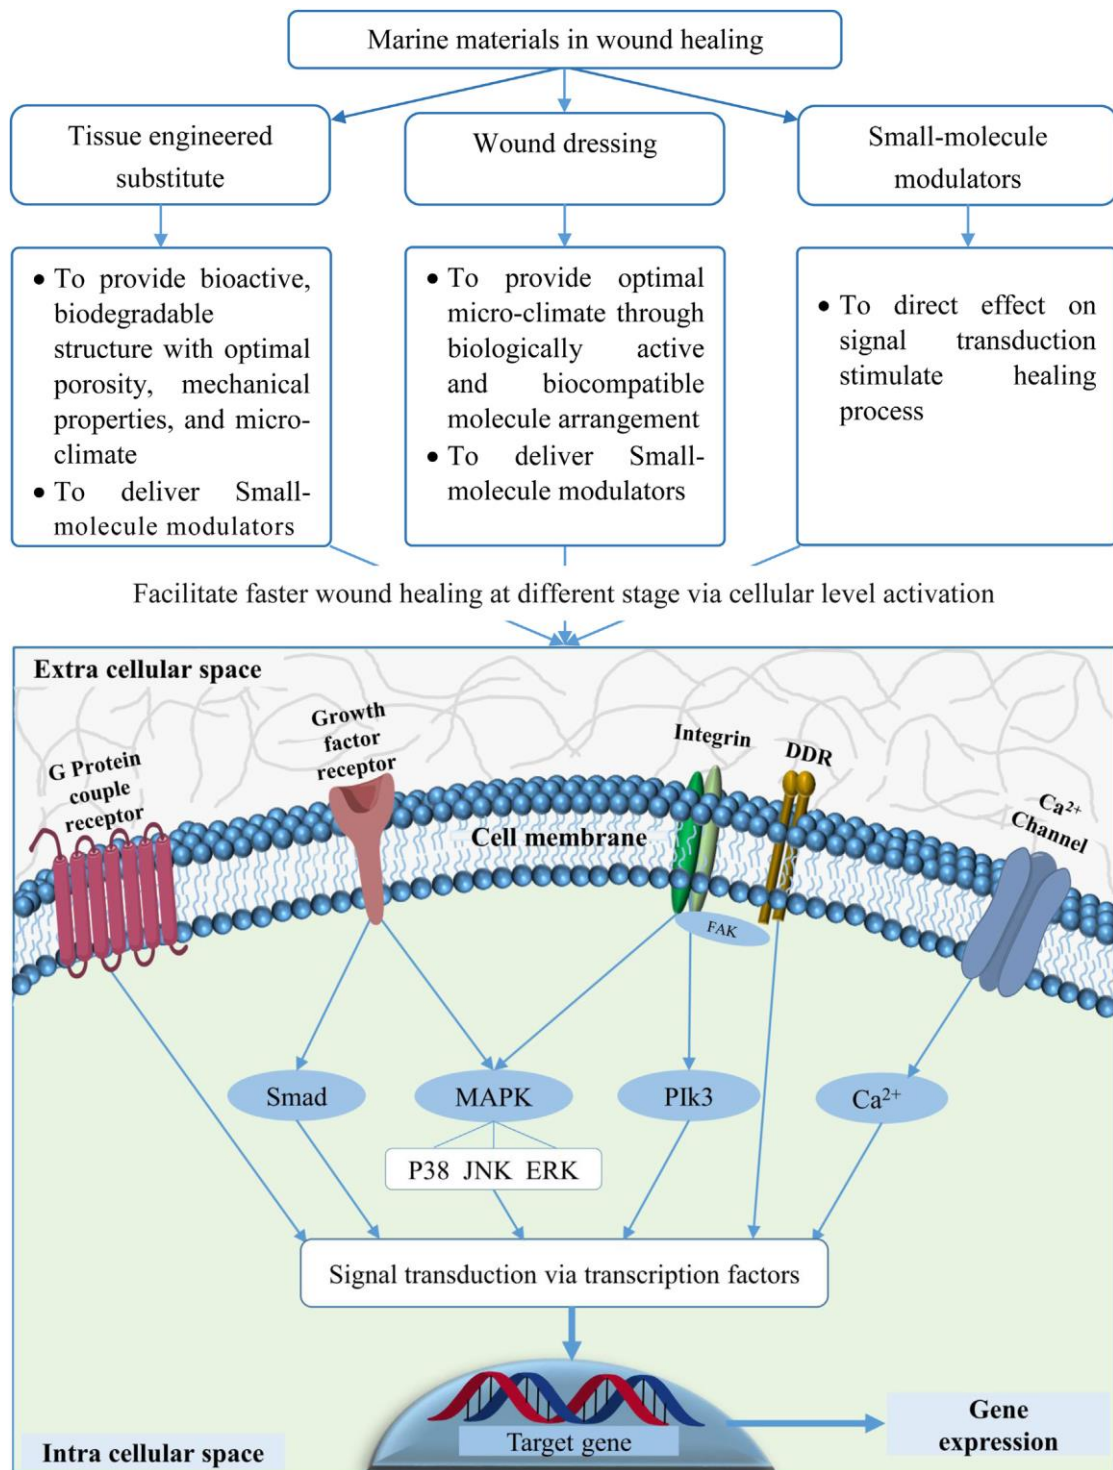 Marine materials in wound healing
Tissue engineered
substitute
Wound dressing
Small-molecule
modulators
• To provide bioactive,
biodegradable
structure with optimal
porosity, mechanical
properties, and micro-
climate
• To deliver Small-
molecule modulators
• To provide optimal
micro-climate through
biologically active
and biocompatible
molecule arrangement
• To deliver Small-
molecule modulators
• To direct effect on
signal transduction
stimulate healing
process
Facilitate faster wound healing at different stage via cellular level activation
Extra cellular space
G Protein
couple
receptor
Growth
factor
receptor
Integrin
DDR
Ca²⁺
Channel
Cell membrane
FAK
Smad
MAPK
PIk3
Ca²⁺
P38 JNK ERK
Signal transduction via transcription factors
Target gene
Gene
expression
Intra cellular space